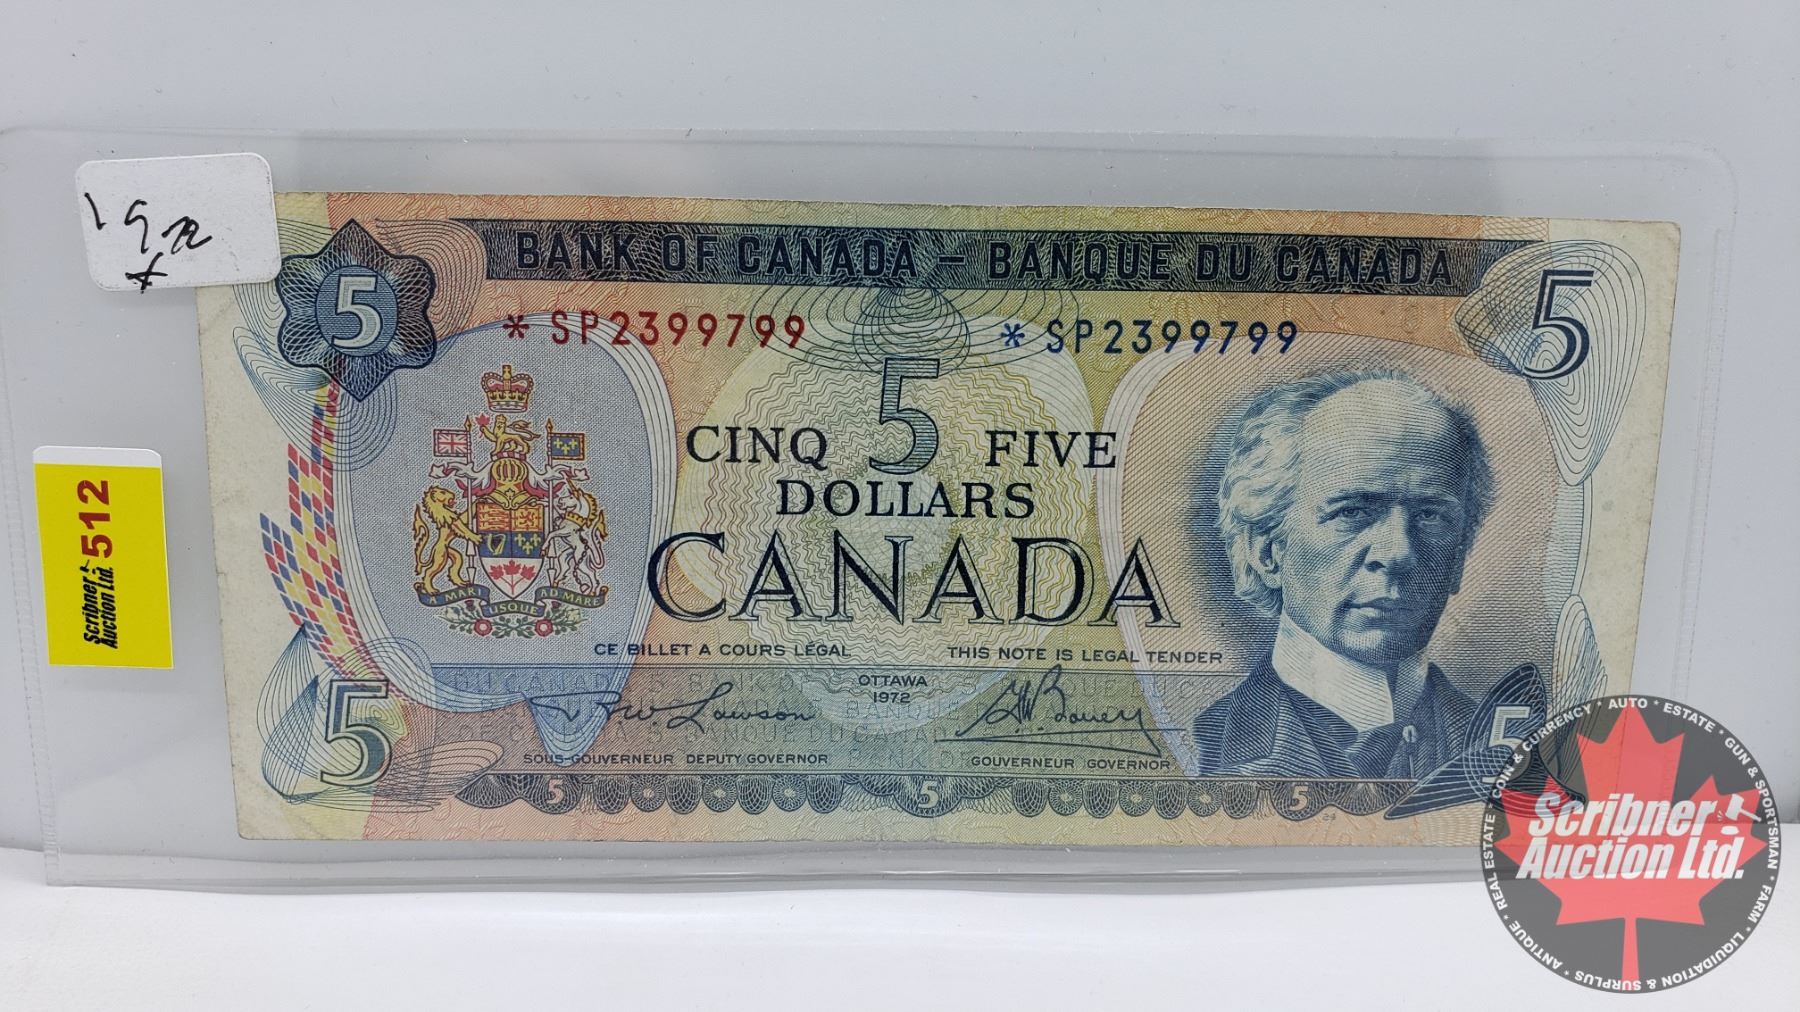 1972
*
BANK OF CANADA – BANQUE DU CANADA
5
5
* SP2399799
* SP2399799
5
CINQ
FIVE
DOLLARS
CANADA
A MARI USQUE AD MARE
CE BILLET A COURS LÉGAL
THIS NOTE IS LEGAL TENDER
OTTAWA
1972
R.W. Lawson
G.K. Bouey
SOUS-GOUVERNEUR DEPUTY GOVERNOR
GOUVERNEUR GOVERNOR
5
5
5
5
5
24
Scribner Auction Ltd.
512
Scribner
Auction Ltd.
REAL ESTATE * COIN & CURRENCY * AUTO * ESTATE * GUN & SPORTSMAN * FARM * LIQUIDATION & SURPLUS * ANTIQUE *